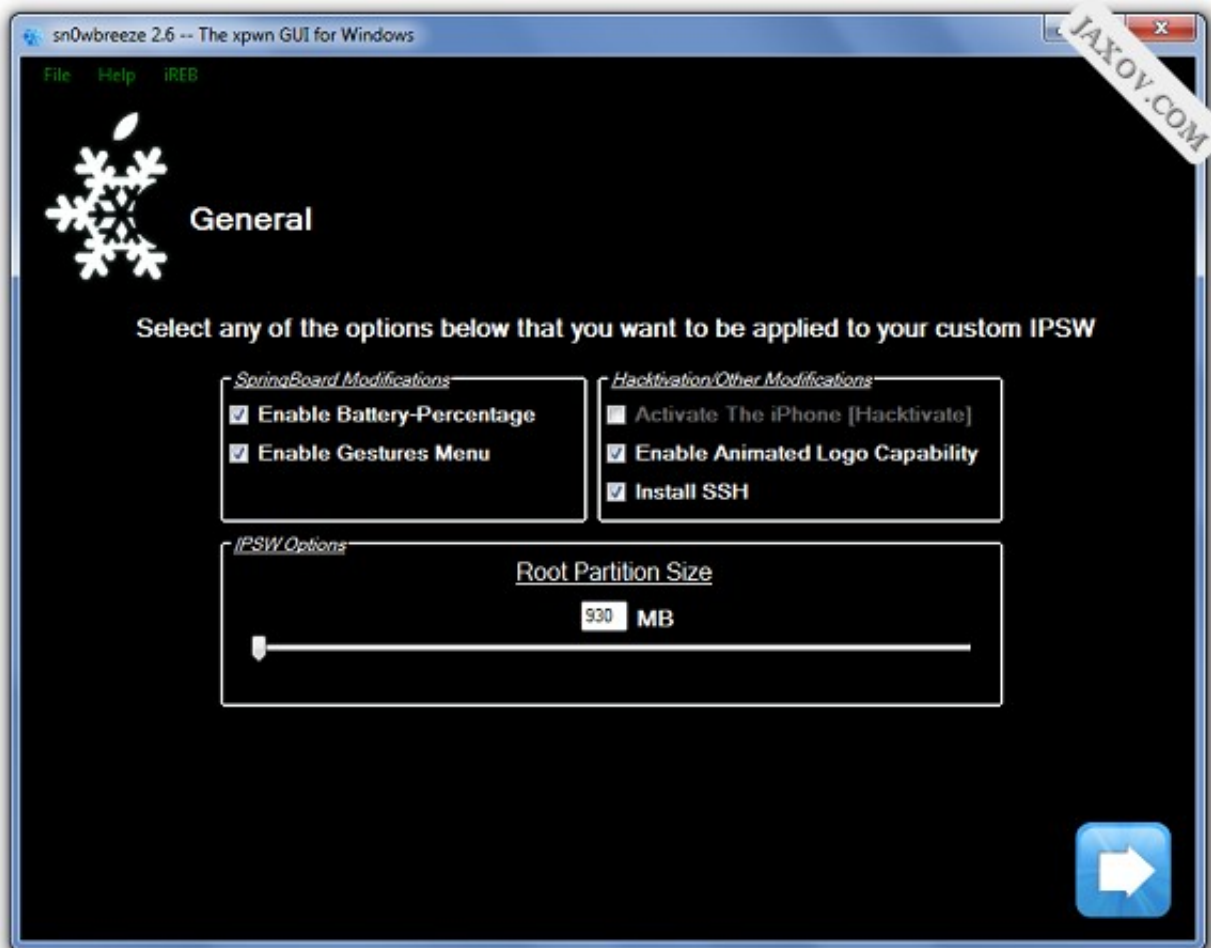 sn0wbreeze 2.6 -- The xpwn GUI for Windows
JAXOV.COM
File Help iREB
General
Select any of the options below that you want to be applied to your custom IPSW
SpringBoard Modifications
Enable Battery-Percentage
Enable Gestures Menu
Hacktivation/Other Modifications
Activate The iPhone [Hacktivate]
Enable Animated Logo Capability
Install SSH
IPSW Options
Root Partition Size
930 MB